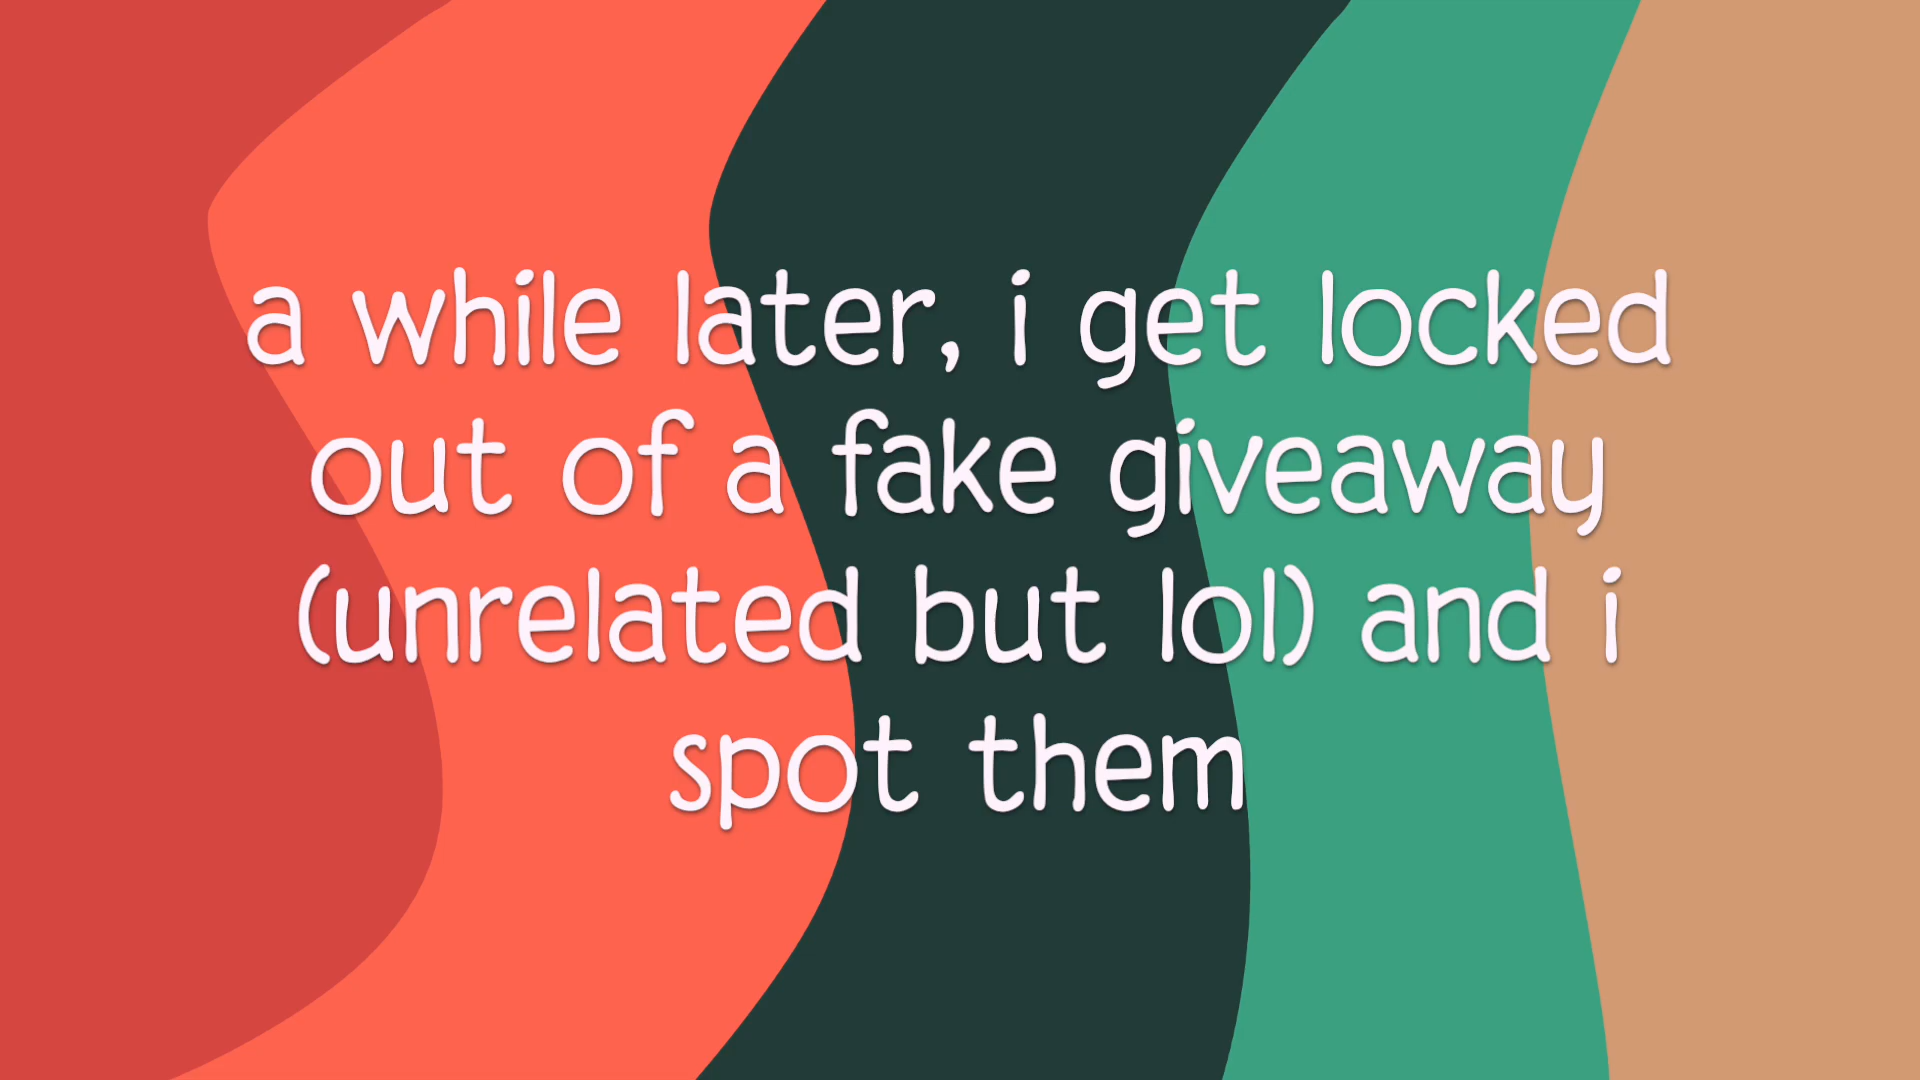 a while later, i get locked
out of a fake giveaway
(unrelated but lol) and i
spot them